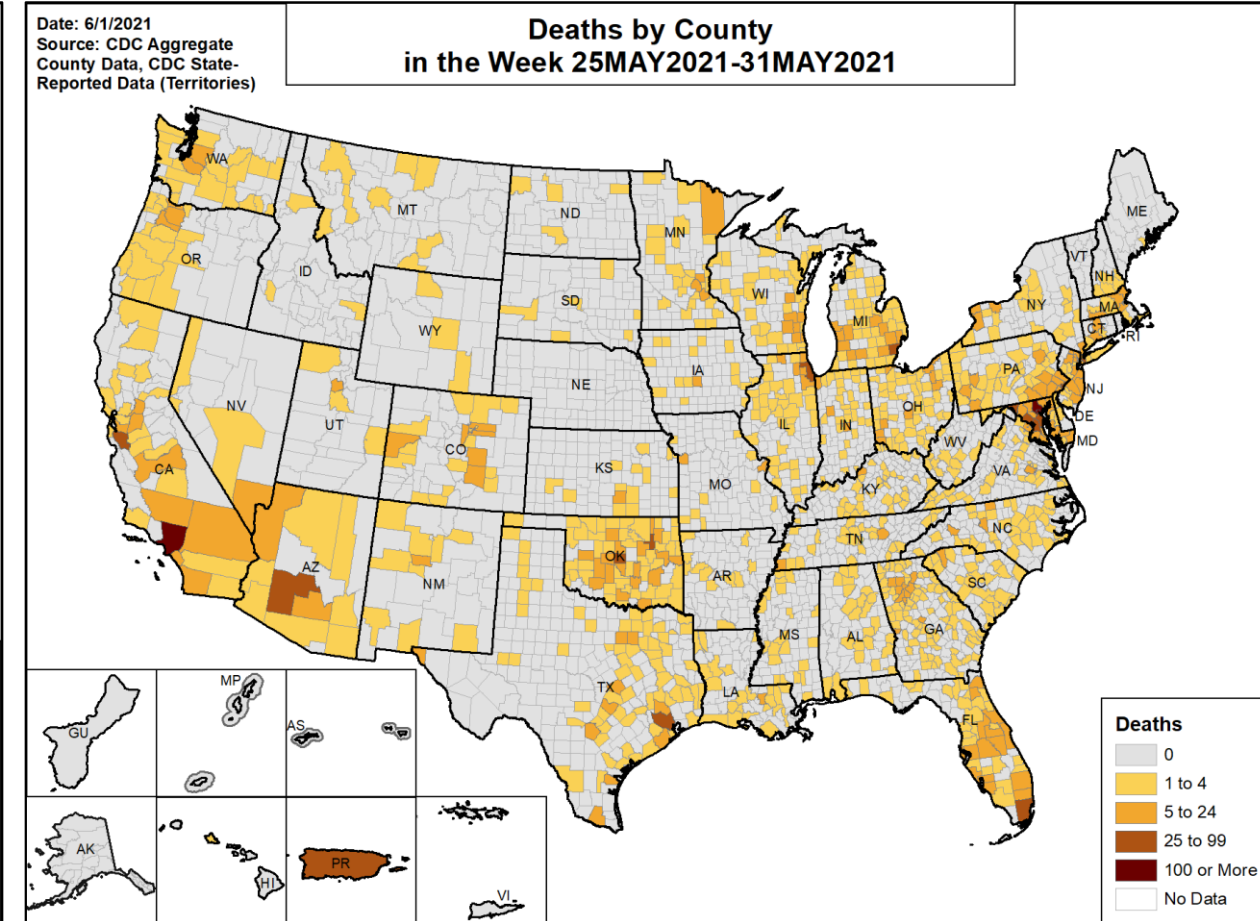 Date: 6/1/2021
Source: CDC Aggregate
County Data, CDC State-
Reported Data (Territories)
Deaths by County
in the Week 25MAY2021-31MAY2021
WA
MT
ND
MN
ME
OR
ID
SD
WI
MI
VT
NH
NY
MA
CT
RI
WY
IA
NE
PA
NJ
NV
UT
CO
IL
IN
OH
DE
MD
CA
KS
MO
WV
VA
KY
AZ
NM
OK
AR
TN
NC
SC
MS
AL
GA
TX
LA
FL
GU
MP
AS
AK
HI
PR
VI
Deaths
0
1 to 4
5 to 24
25 to 99
100 or More
No Data